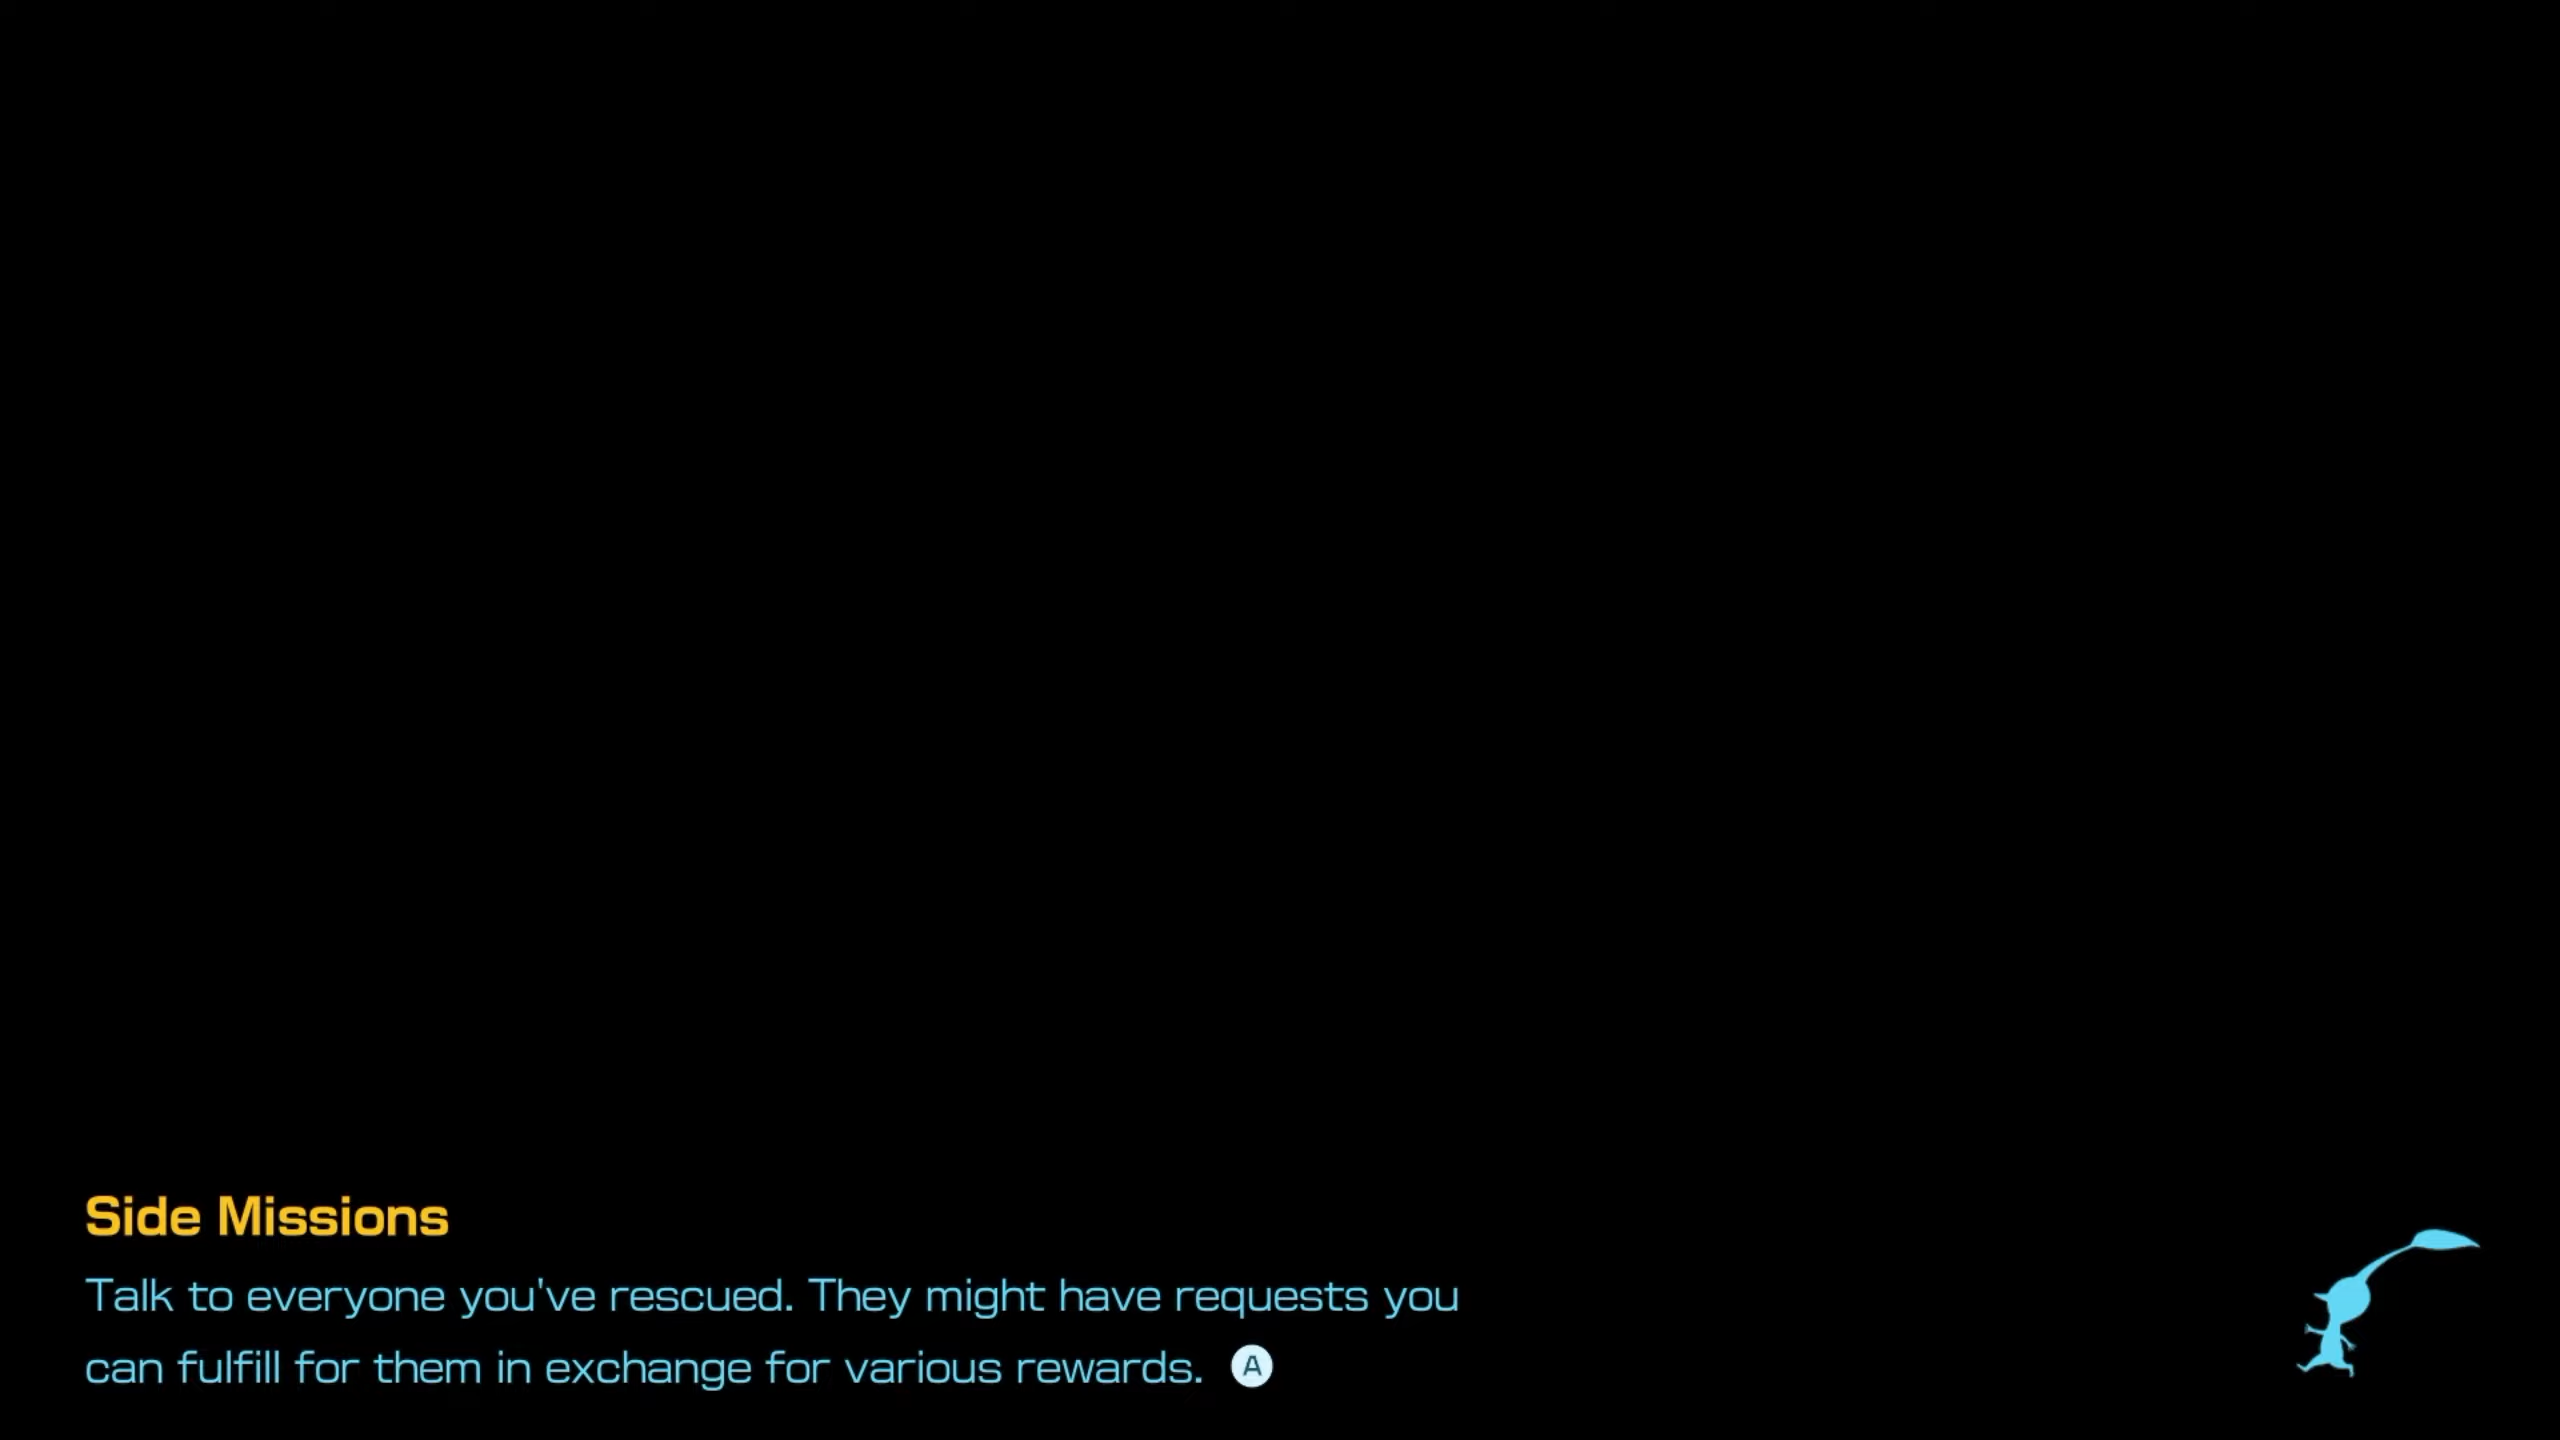 Side Missions
Talk to everyone you've rescued. They might have requests you
can fulfill for them in exchange for various rewards. A